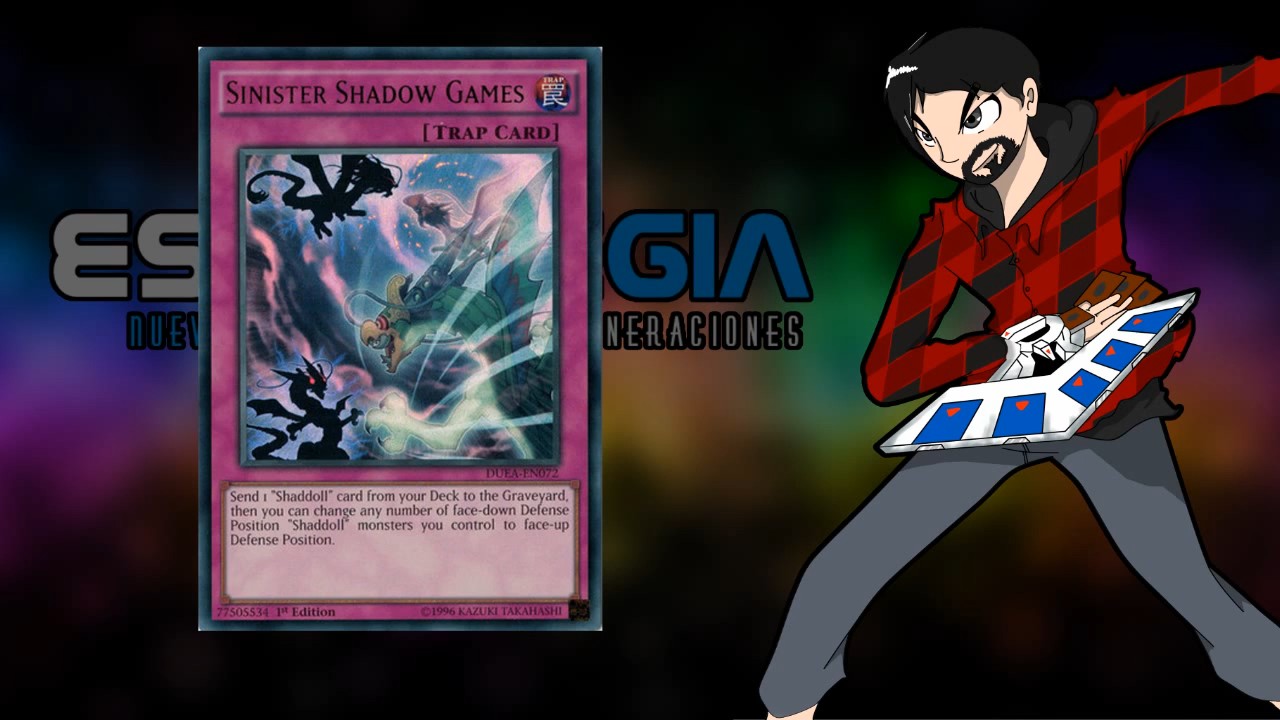 SINISTER SHADOW GAMES
TRAP
罠
[TRAP CARD]
ES GIA
NUEV NERACIONES
DUEA-EN072
Send 1 "Shaddoll" card from your Deck to the Graveyard,
then you can change any number of face-down Defense
Position "Shaddoll" monsters you control to face-up
Defense Position.
77505534 1st Edition ©1996 KAZUKI TAKAHASHI